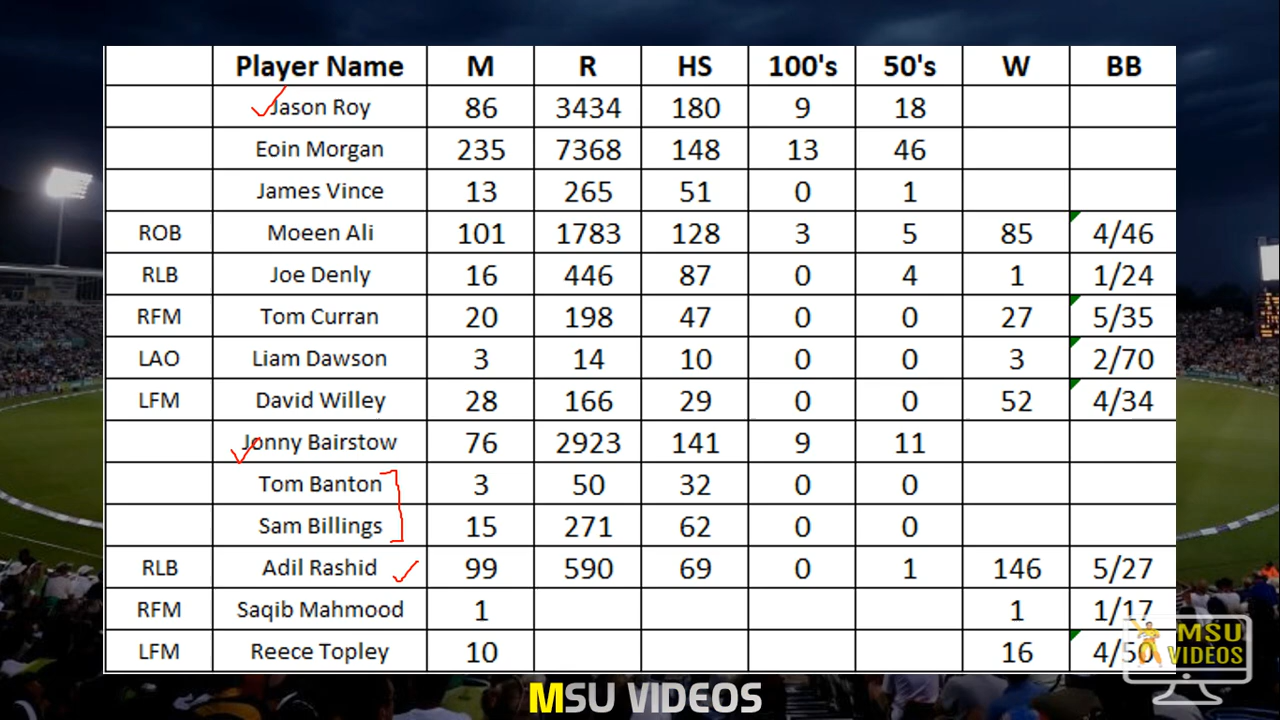 Player Name M R HS 100's 50's W BB
Jason Roy 86 3434 180 9 18
Eoin Morgan 235 7368 148 13 46
James Vince 13 265 51 0 1
ROB Moeen Ali 101 1783 128 3 5 85 4/46
RLB Joe Denly 16 446 87 0 4 1 1/24
RFM Tom Curran 20 198 47 0 0 27 5/35
LAO Liam Dawson 3 14 10 0 0 3 2/70
LFM David Willey 28 166 29 0 0 52 4/34
Jonny Bairstow 76 2923 141 9 11
Tom Banton 3 50 32 0 0
Sam Billings 15 271 62 0 0
RLB Adil Rashid 99 590 69 0 1 146 5/27
RFM Saqib Mahmood 1 1 1/17
LFM Reece Topley 10 16 4/50
MSU
VIDEOS
MSU VIDEOS